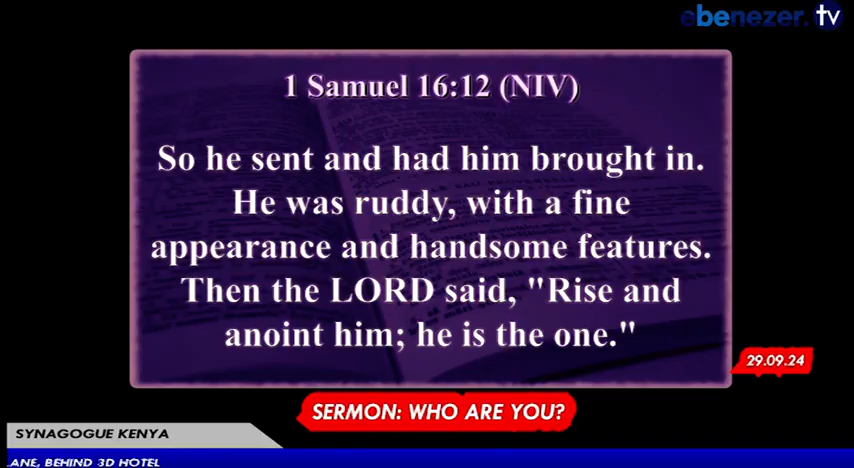 ebenezer.tv
1 Samuel 16:12 (NIV)
So he sent and had him brought in.
He was ruddy, with a fine
appearance and handsome features.
Then the LORD said, "Rise and
anoint him; he is the one."
29.09.24
SERMON: WHO ARE YOU?
SYNAGOGUE KENYA
ANE, BEHIND 3D HOTEL